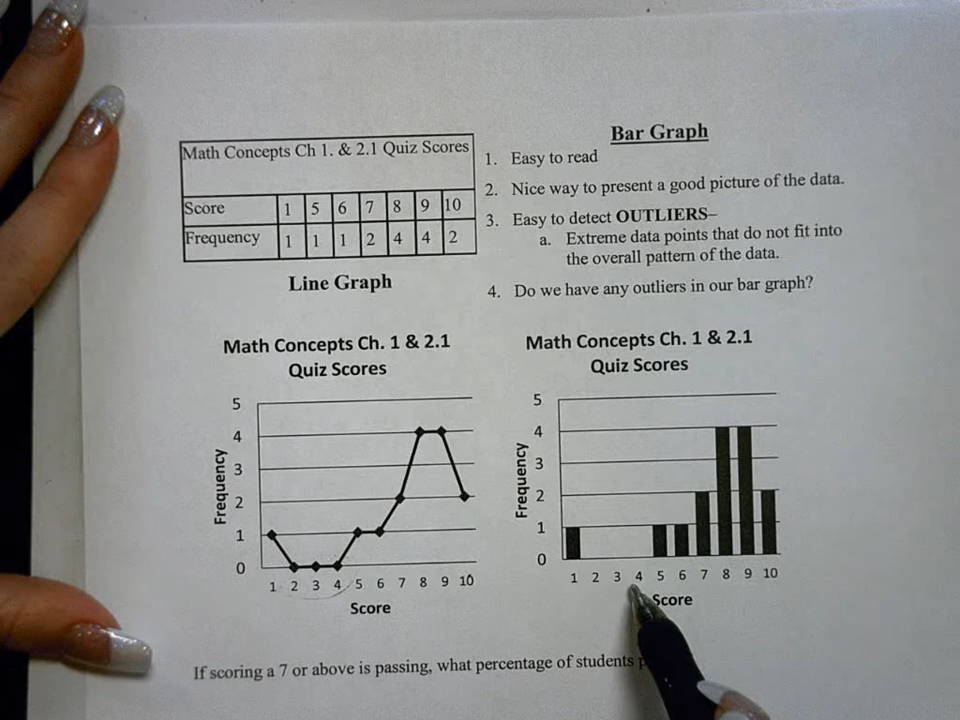 Math Concepts Ch 1. & 2.1 Quiz Scores
Score 1 5 6 7 8 9 10
Frequency 1 1 1 2 4 4 2
Line Graph
Math Concepts Ch. 1 & 2.1
Quiz Scores
Frequency
5
4
3
2
1
0
1 2 3 4 5 6 7 8 9 10
Score
Bar Graph
1. Easy to read
2. Nice way to present a good picture of the data.
3. Easy to detect OUTLIERS–
a. Extreme data points that do not fit into
the overall pattern of the data.
4. Do we have any outliers in our bar graph?
Math Concepts Ch. 1 & 2.1
Quiz Scores
Frequency
5
4
3
2
1
0
1 2 3 4 5 6 7 8 9 10
Score
If scoring a 7 or above is passing, what percentage of students